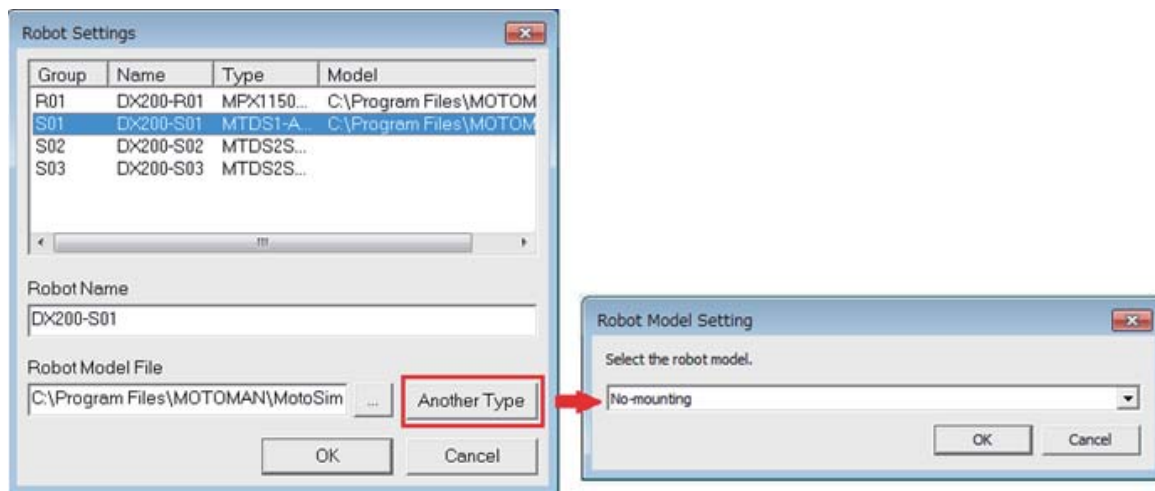 Robot Settings
Group Name Type Model
R01 DX200-R01 MPX1150... C:\Program Files\MOTOM
S01 DX200-S01 MTDS1-A... C:\Program Files\MOTOM
S02 DX200-S02 MTDS2S...
S03 DX200-S03 MTDS2S...
Robot Name
DX200-S01
Robot Model File
C:\Program Files\MOTOMAN\MotoSim ... Another Type
OK Cancel
Robot Model Setting
Select the robot model.
No-mounting
OK Cancel